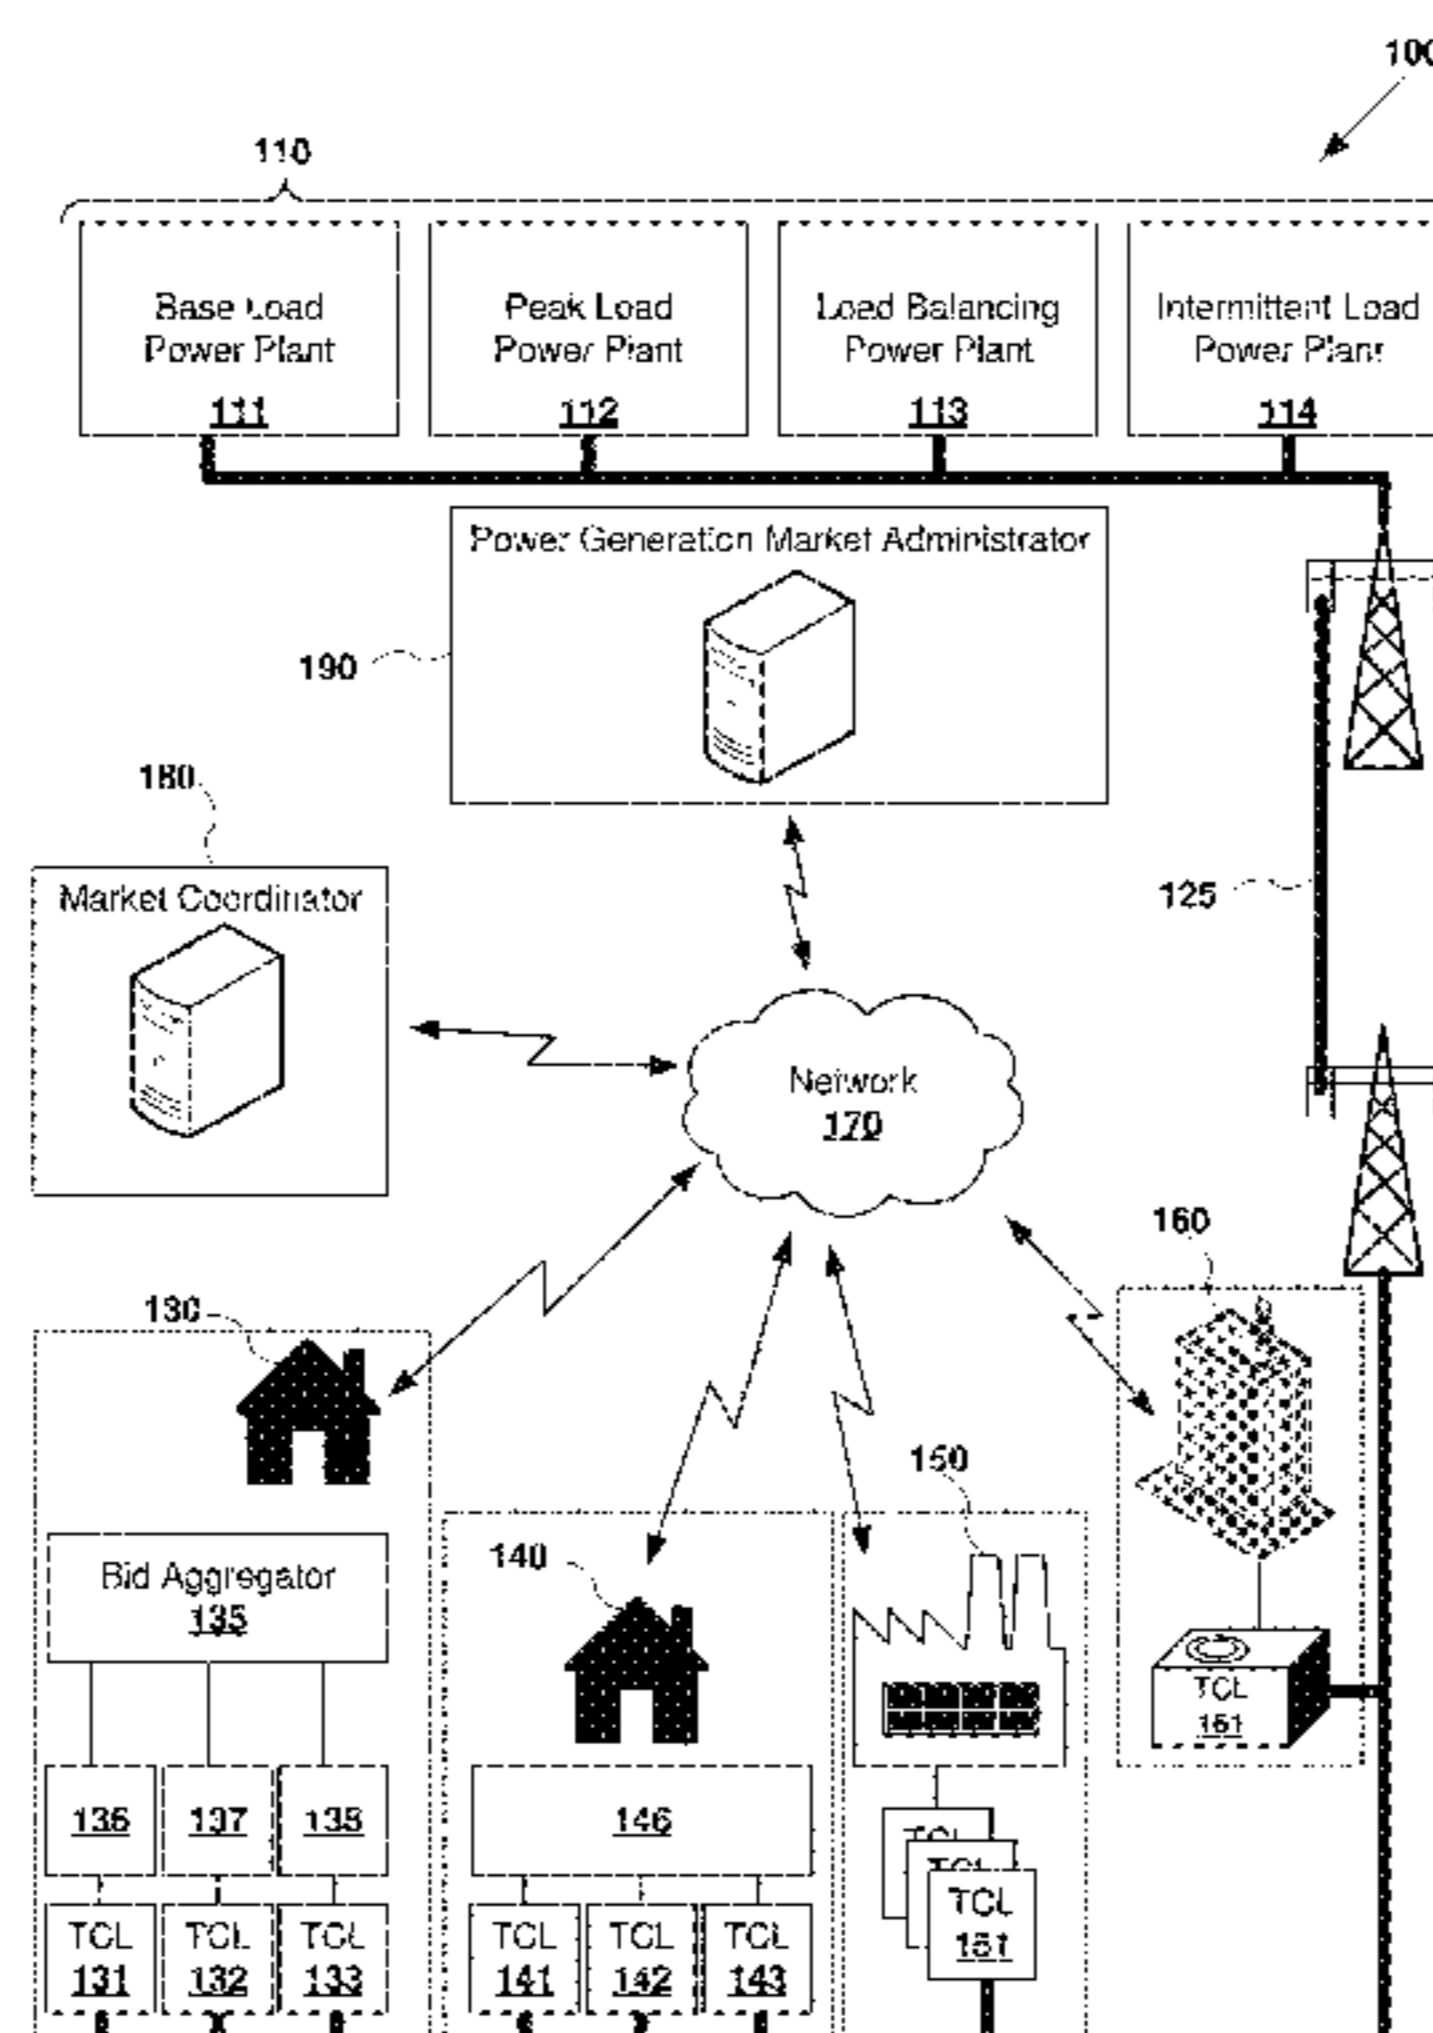 100
110
Base Load
Power Plant
111
Peak Load
Power Plant
112
Load Balancing
Power Plant
113
Intermittent Load
Power Plant
114
Power Generation Market Administrator
190
180
Market Coordinator
125
Network
170
160
130
150
140
Bid Aggregator
135
TCL
161
136
137
138
146
TCL
TCL
TCL
151
TCL
131
TCL
132
TCL
133
TCL
141
TCL
142
TCL
143